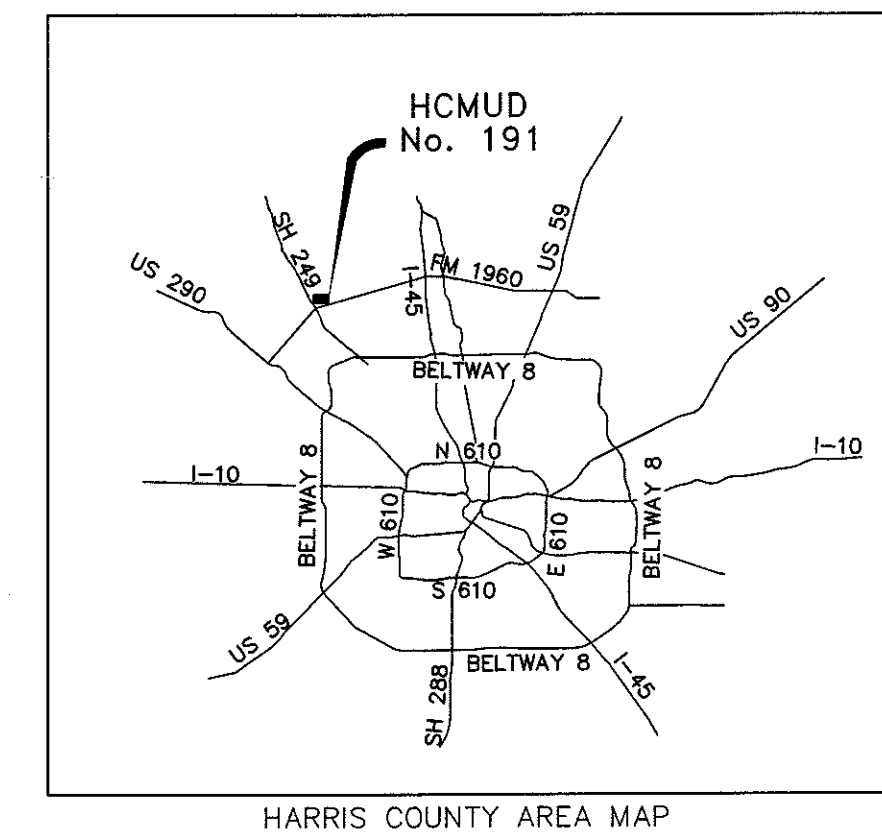 HCMUD
No. 191
SH 249
US 290
I-45
FM 1960
US 59
US 90
BELTWAY 8
N 610
I-10
I-10
BELTWAY 8
W 610
E 610
BELTWAY 8
S 610
US 59
BELTWAY 8
SH 288
I-45
HARRIS COUNTY AREA MAP